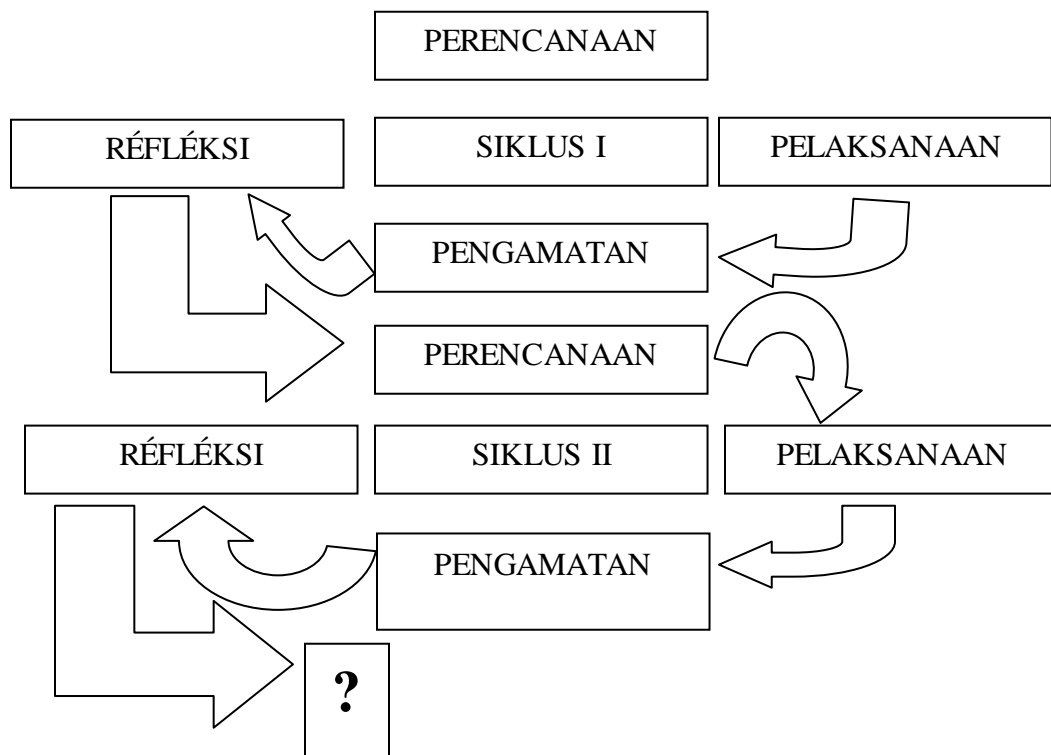 PERENCANAAN
RÉFLÉKSI
SIKLUS I
PELAKSANAAN
PENGAMATAN
PERENCANAAN
RÉFLÉKSI
SIKLUS II
PELAKSANAAN
PENGAMATAN
?